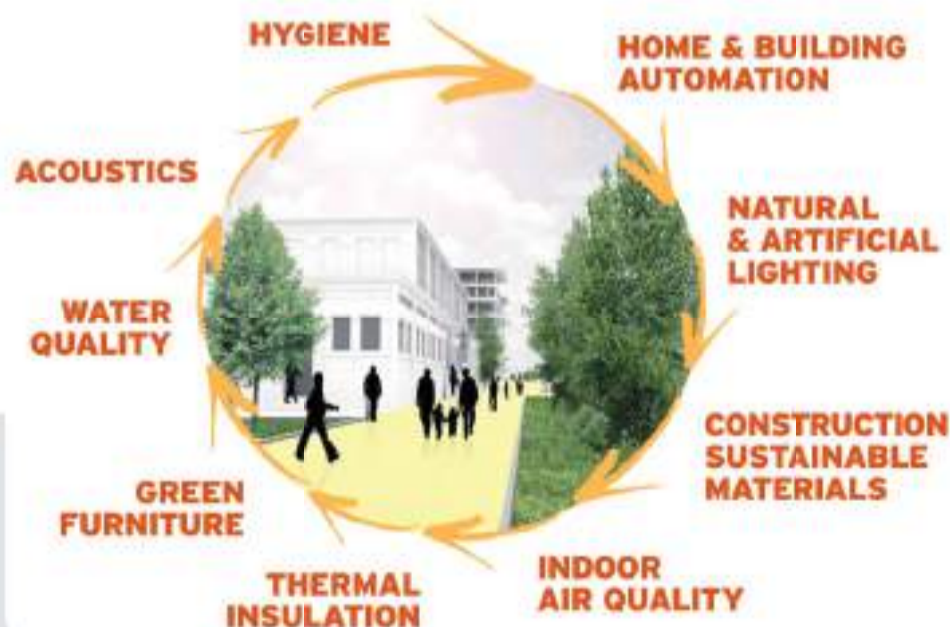 HYGIENE
HOME & BUILDING
AUTOMATION
NATURAL
& ARTIFICIAL
LIGHTING
CONSTRUCTION
SUSTAINABLE
MATERIALS
INDOOR
AIR QUALITY
THERMAL
INSULATION
GREEN
FURNITURE
WATER
QUALITY
ACOUSTICS